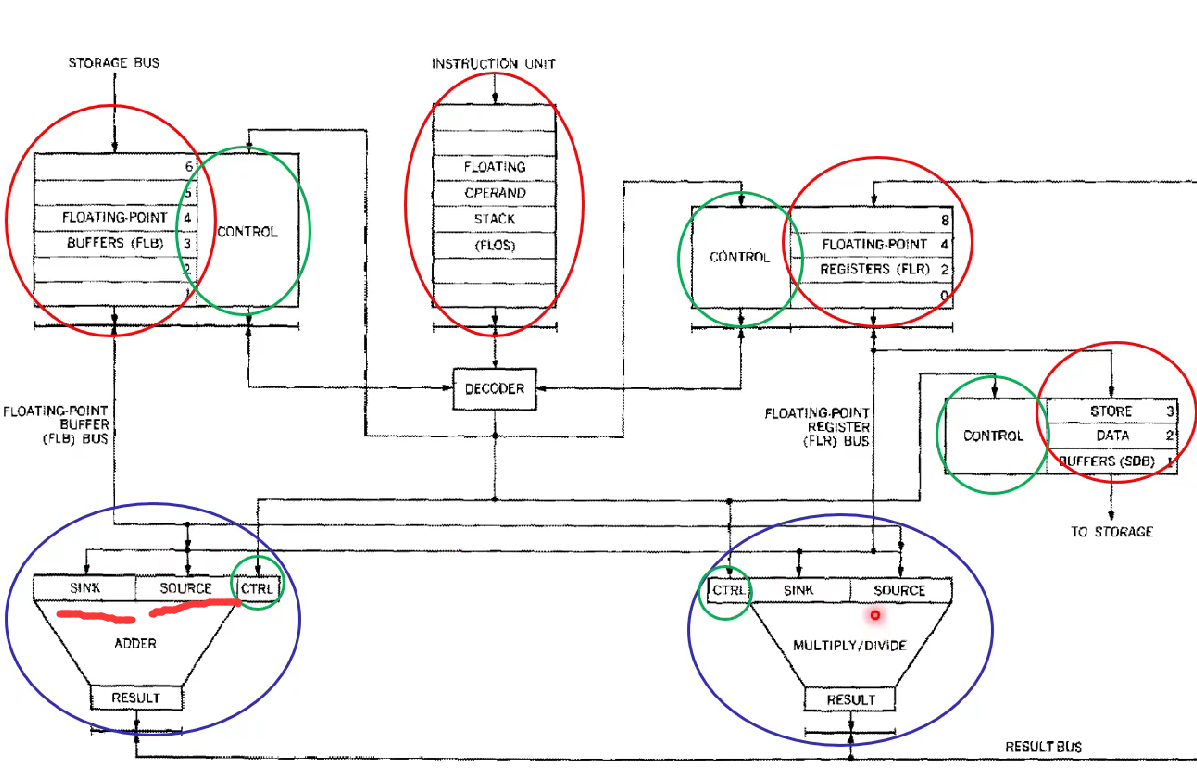 STORAGE BUS
INSTRUCTION UNIT
6
5
FLOATING-POINT 4
BUFFERS (FLB) 3
2
1
CONTROL
FLOATING
OPERAND
STACK
(FLOS)
CONTROL
8
FLOATING-POINT 4
REGISTERS (FLR) 2
0
DECODER
FLOATING-POINT
BUFFER
(FLB) BUS
FLOATING-POINT
REGISTER
(FLR) BUS
CONTROL
STORE 3
DATA 2
BUFFERS (SDB) 1
TO STORAGE
SINK SOURCE CTRL
ADDER
RESULT
CTRL SINK SOURCE
MULTIPLY/DIVIDE
RESULT
RESULT BUS